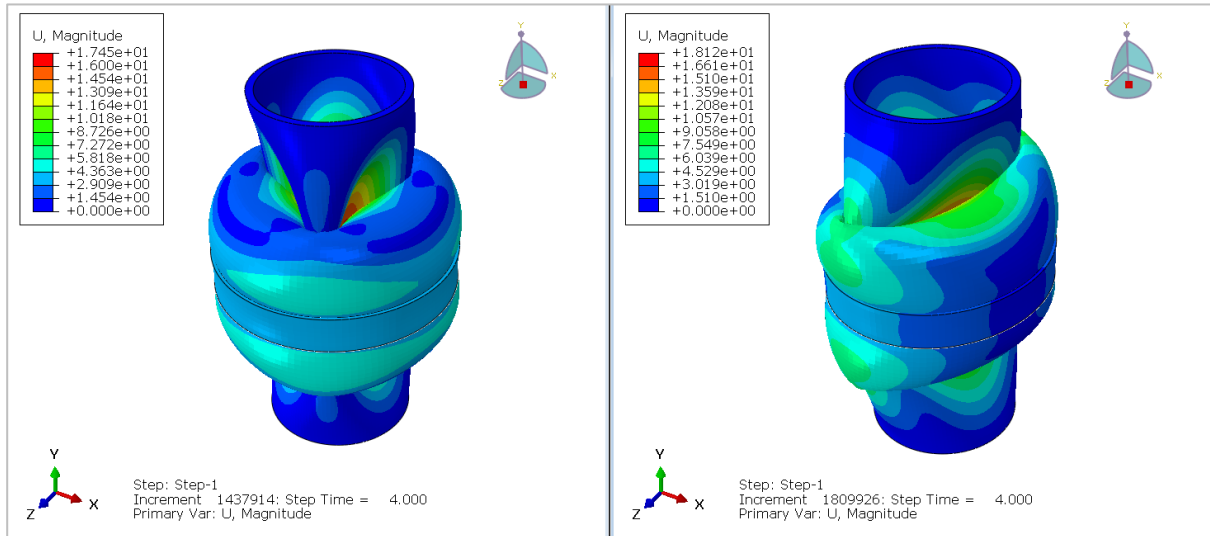 U, Magnitude
+1.745e+01
+1.600e+01
+1.454e+01
+1.309e+01
+1.164e+01
+1.018e+01
+8.726e+00
+7.272e+00
+5.818e+00
+4.363e+00
+2.909e+00
+1.454e+00
+0.000e+00
Y
X
Z
Y
X
Z
Step: Step-1
Increment 1437914: Step Time = 4.000
Primary Var: U, Magnitude
U, Magnitude
+1.812e+01
+1.661e+01
+1.510e+01
+1.359e+01
+1.208e+01
+1.057e+01
+9.058e+00
+7.549e+00
+6.039e+00
+4.529e+00
+3.019e+00
+1.510e+00
+0.000e+00
Y
X
Z
Y
X
Z
Step: Step-1
Increment 1809926: Step Time = 4.000
Primary Var: U, Magnitude